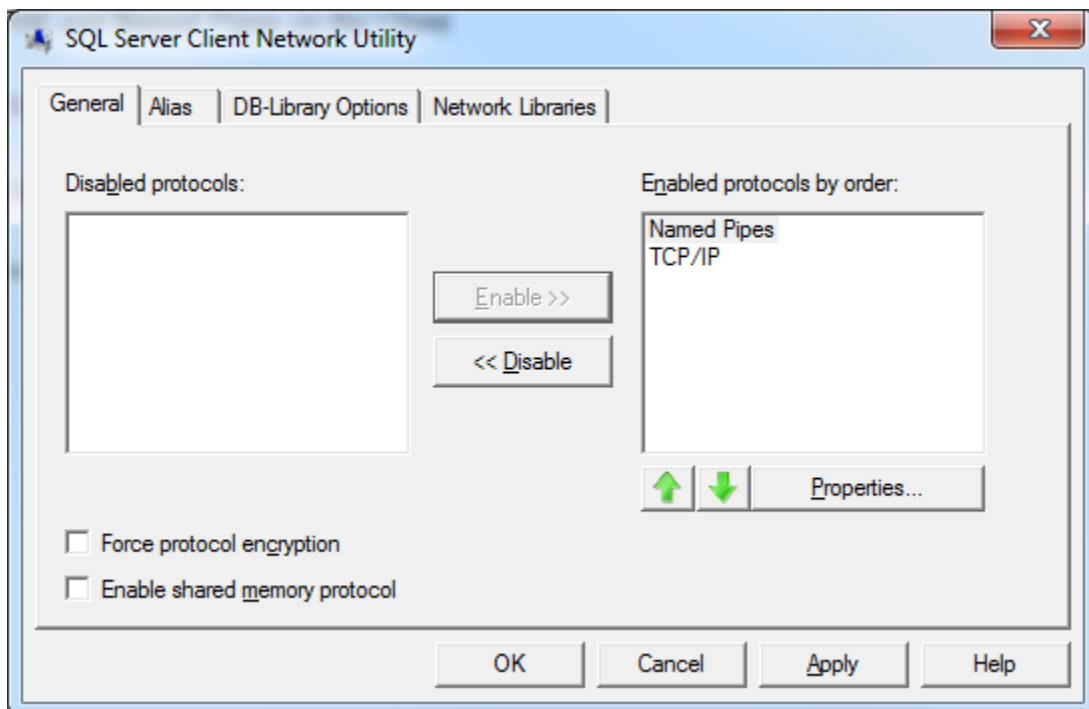 SQL Server Client Network Utility
General
Alias
DB-Library Options
Network Libraries
Disabled protocols:
Enabled protocols by order:
Named Pipes
TCP/IP
Enable >>
<< Disable
Properties...
Force protocol encryption
Enable shared memory protocol
OK
Cancel
Apply
Help